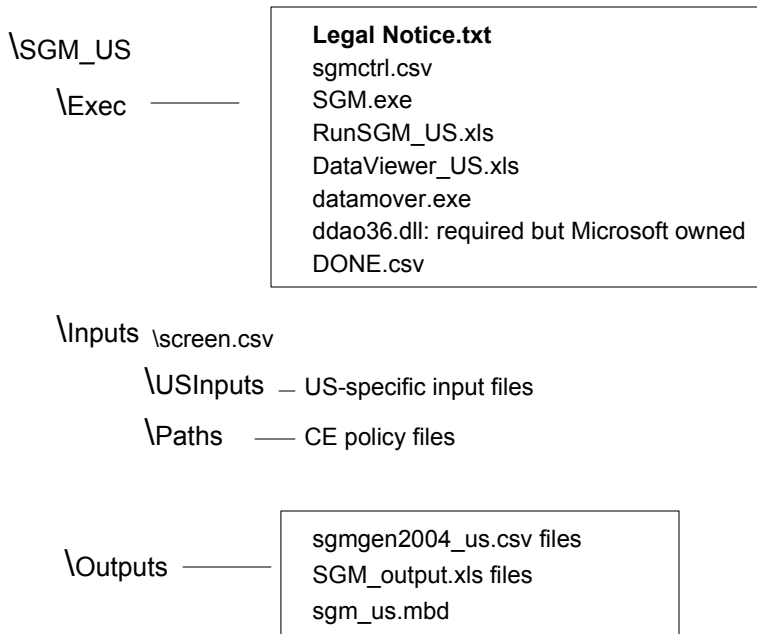 \SGM_US
\Exec
Legal Notice.txt
sgmctrl.csv
SGM.exe
RunSGM_US.xls
DataViewer_US.xls
datamover.exe
ddao36.dll: required but Microsoft owned
DONE.csv
\Inputs \screen.csv
\USInputs
US-specific input files
\Paths
CE policy files
\Outputs
sgmgen2004_us.csv files
SGM_output.xls files
sgm_us.mbd